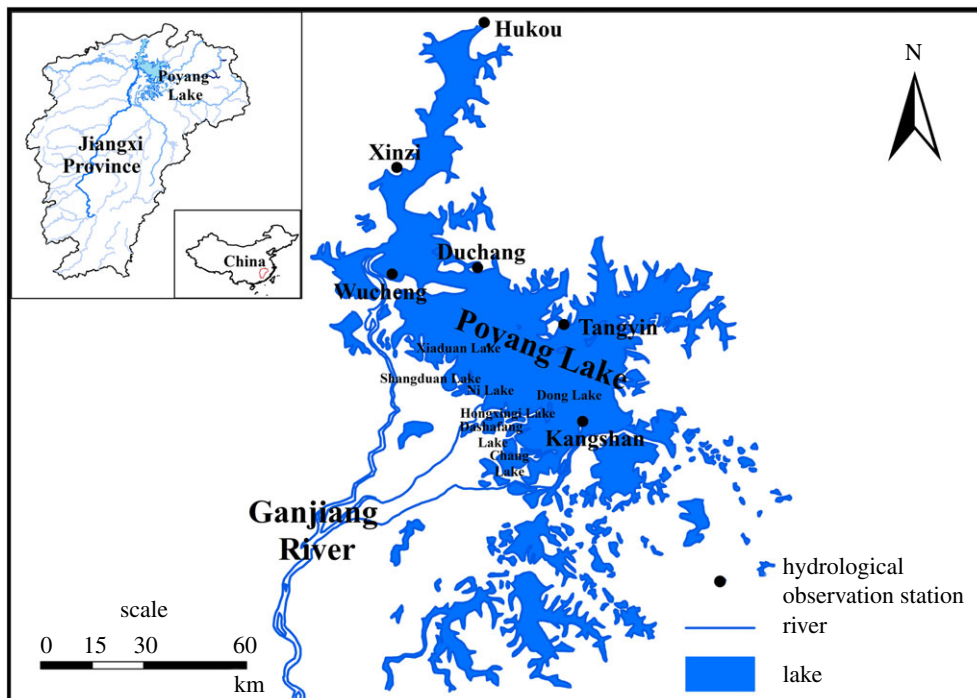 Hukou
N
Poyang
Lake
Jiangxi
Province
Xinzi
China
Duchang
Wucheng
Tangyin
Poyang Lake
Xiaduan Lake
Shangduan Lake
Ni Lake
Dong Lake
Hongxingi Lake
Dashafang
Lake
Kangshan
Chang
Lake
Ganjiang
River
hydrological
observation station
river
lake
scale
0 15 30 60
km